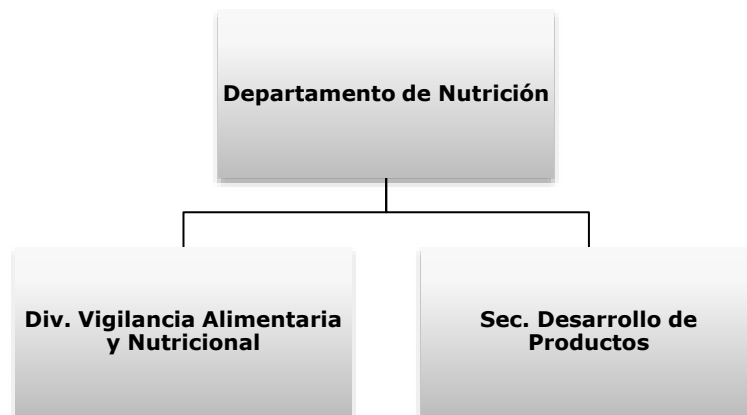 Departamento de Nutrición
Div. Vigilancia Alimentaria
y Nutricional
Sec. Desarrollo de
Productos